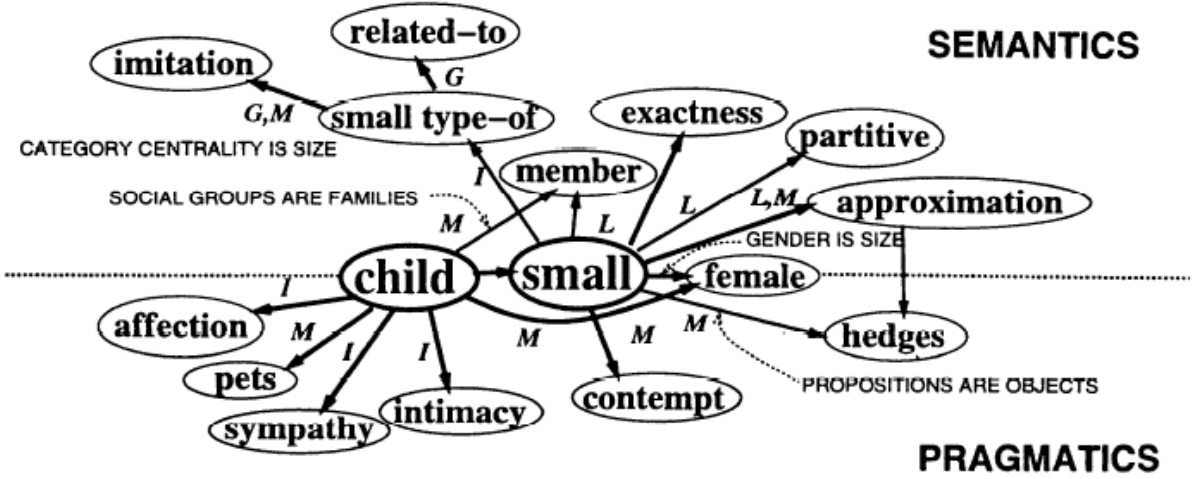 related–to
SEMANTICS
imitation
G
G,M
small type–of
exactness
partitive
CATEGORY CENTRALITY IS SIZE
member
I
SOCIAL GROUPS ARE FAMILIES
L
L,M
approximation
M
L
GENDER IS SIZE
child
small
female
I
affection
M
I
I
M
M
M
hedges
pets
PROPOSITIONS ARE OBJECTS
sympathy
intimacy
contempt
PRAGMATICS